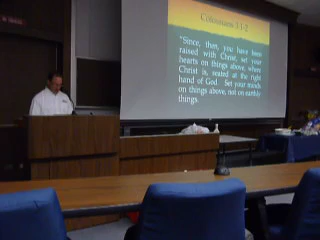 Colossians 3:1-2
"Since, then, you have been
raised with Christ, set your
hearts on things above, where
Christ is, seated at the right
hand of God. Set your minds
on things above, not on earthly
things.